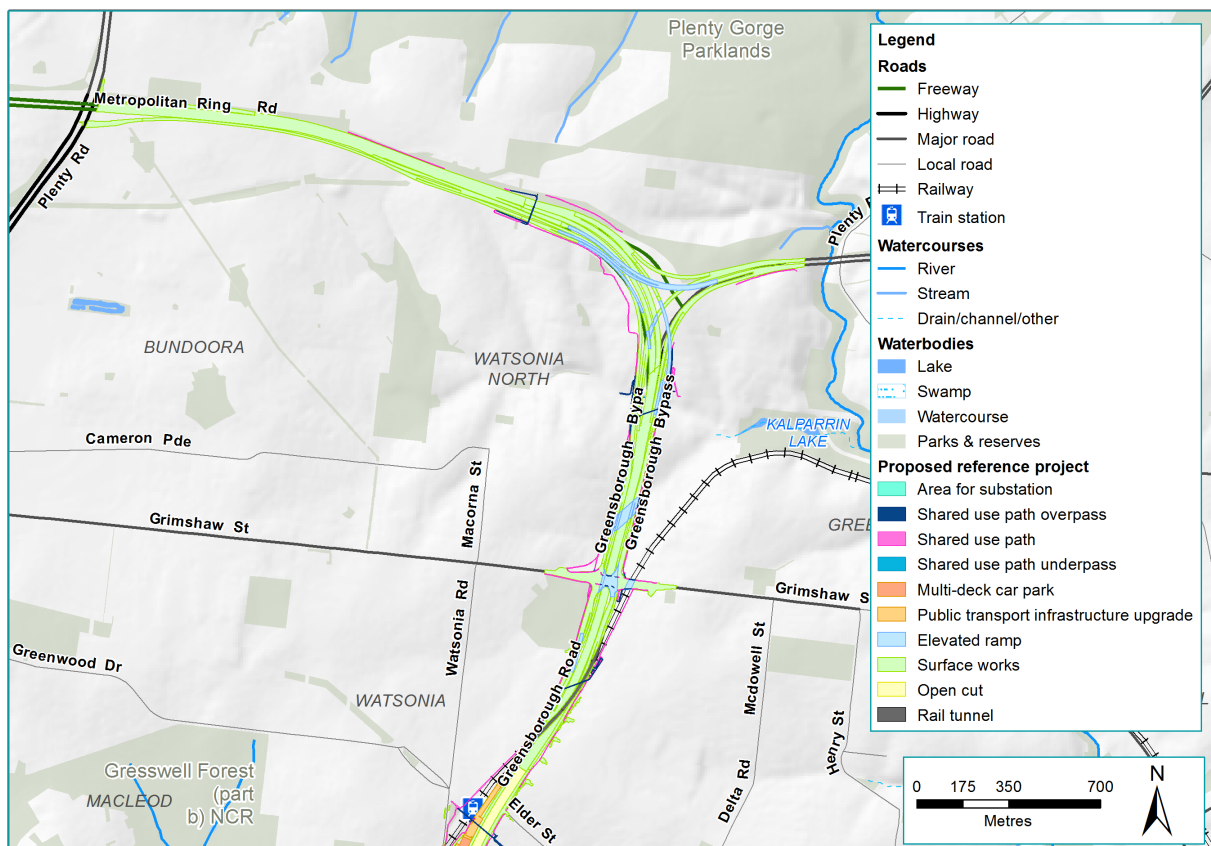 Plenty Gorge
Parklands
Metropolitan Ring Rd
Plenty Rd
Plenty R
BUNDOORA
WATSONIA
NORTH
Greensborough Bypa
Greensborough Bypass
KALPARRIN
LAKE
Cameron Pde
Macorna St
Grimshaw St
GREE
Grimshaw S
Watsonia Rd
Greensborough Road
Greenwood Dr
WATSONIA
Mcdowell St
Henry St
Delta Rd
Elder St
Gresswell Forest
(part
b) NCR
MACLEOD
Legend
Roads
Freeway
Highway
Major road
Local road
Railway
Train station
Watercourses
River
Stream
Drain/channel/other
Waterbodies
Lake
Swamp
Watercourse
Parks & reserves
Proposed reference project
Area for substation
Shared use path overpass
Shared use path
Shared use path underpass
Multi-deck car park
Public transport infrastructure upgrade
Elevated ramp
Surface works
Open cut
Rail tunnel
0 175 350 700
Metres
N